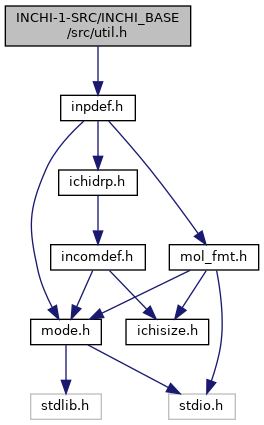 INCHI-1-SRC/INCHI_BASE
/src/util.h
inpdef.h
ichidrp.h
incomdef.h
mol_fmt.h
mode.h
ichisize.h
stdlib.h
stdio.h